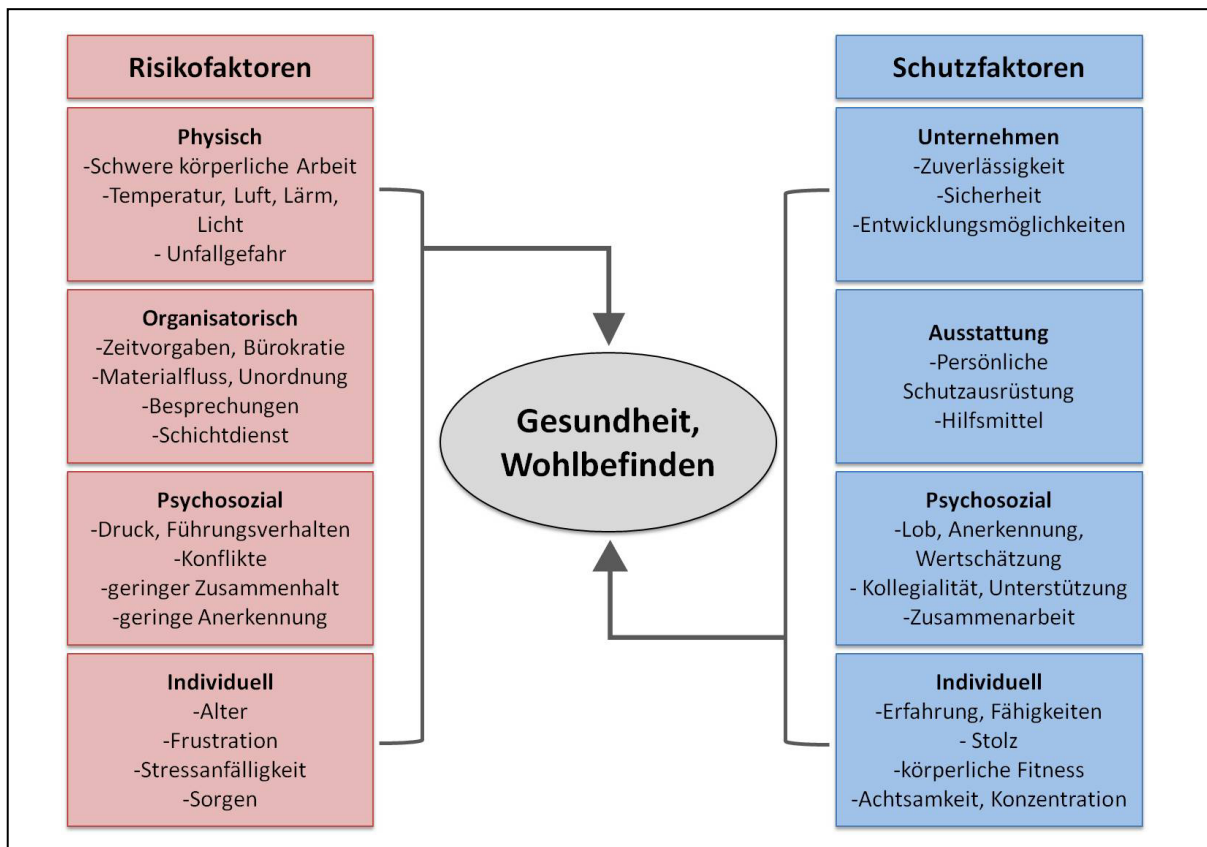 Risikofaktoren
Physisch
-Schwere körperliche Arbeit
-Temperatur, Luft, Lärm,
Licht
- Unfallgefahr
Organisatorisch
-Zeitvorgaben, Bürokratie
-Materialfluss, Unordnung
-Besprechungen
-Schichtdienst
Psychosozial
-Druck, Führungsverhalten
-Konflikte
-geringer Zusammenhalt
-geringe Anerkennung
Individuell
-Alter
-Frustration
-Stressanfälligkeit
-Sorgen
Gesundheit,
Wohlbefinden
Schutzfaktoren
Unternehmen
-Zuverlässigkeit
-Sicherheit
-Entwicklungsmöglichkeiten
Ausstattung
-Persönliche
Schutzausrüstung
-Hilfsmittel
Psychosozial
-Lob, Anerkennung,
Wertschätzung
- Kollegialität, Unterstützung
-Zusammenarbeit
Individuell
-Erfahrung, Fähigkeiten
- Stolz
-körperliche Fitness
-Achtsamkeit, Konzentration